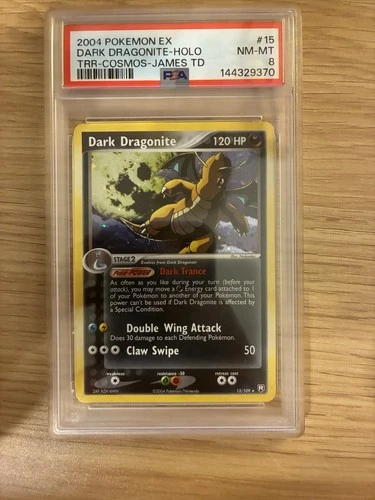 2004 POKEMON EX #15
DARK DRAGONITE-HOLO NM-MT
TRR-COSMOS-JAMES TD 8
PSA 144329370
Dark Dragonite 120 HP
STAGE 2 Evolves from Dark Dragonair
POKé-POWER Dark Trance
As often as you like during your turn (before your
attack), you may move a Energy card attached to 1
of your Pokémon to another of your Pokémon. This
power can't be used if Dark Dragonite is affected by
a Special Condition.
Double Wing Attack
Does 30 damage to each Defending Pokémon.
Claw Swipe 50
weakness resistance -30 retreat cost
©2004 Pokémon/Nintendo
15/109 ★